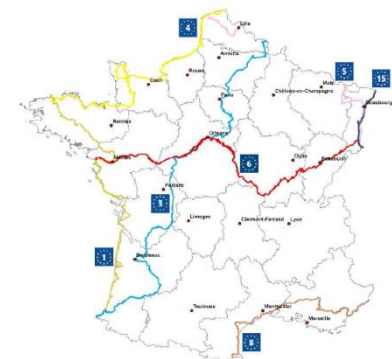 4
Lille
Amiens
Rouen
Caen
Metz
5
15
Strasbourg
Paris
Châlons-en-Champagne
Rennes
Orléans
Nantes
6
Dijon
Besançon
3
Poitiers
Limoges
Clermont-Ferrand
Lyon
1
Bordeaux
Toulouse
Montpellier
Marseille
8